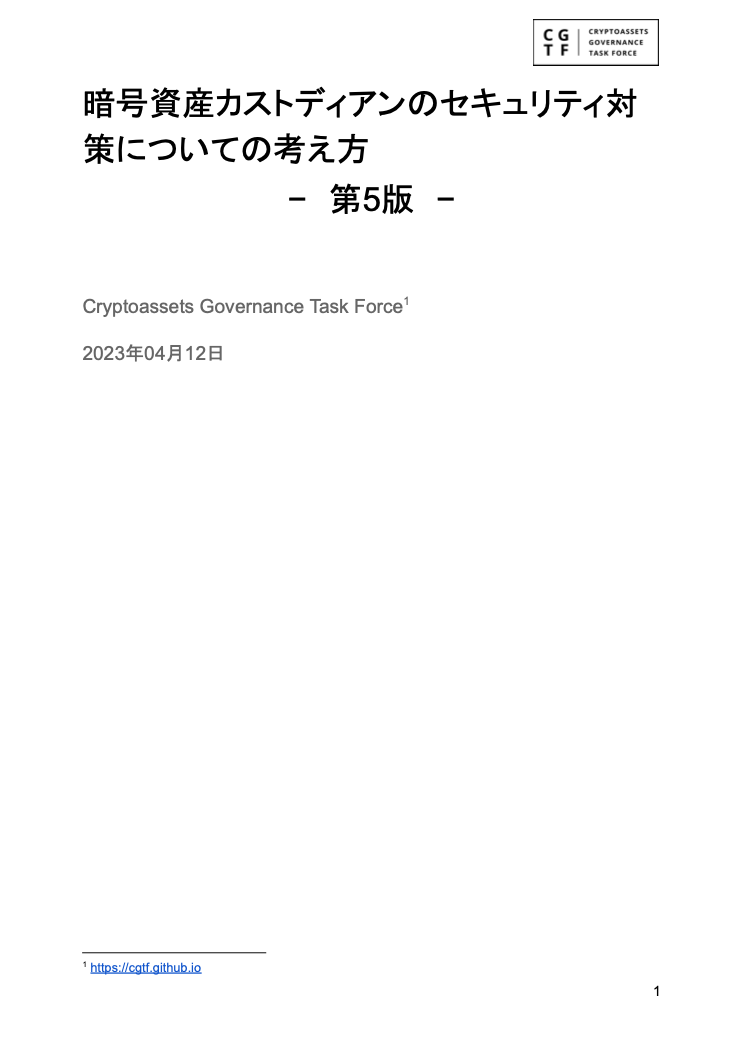 C G
T F
CRYPTOASSETS
GOVERNANCE
TASK FORCE
暗号資産カストディアンのセキュリティ対
策についての考え方
－　第5版　－
Cryptoassets Governance Task Force1
2023年04月12日
1 https://cgtf.github.io
1